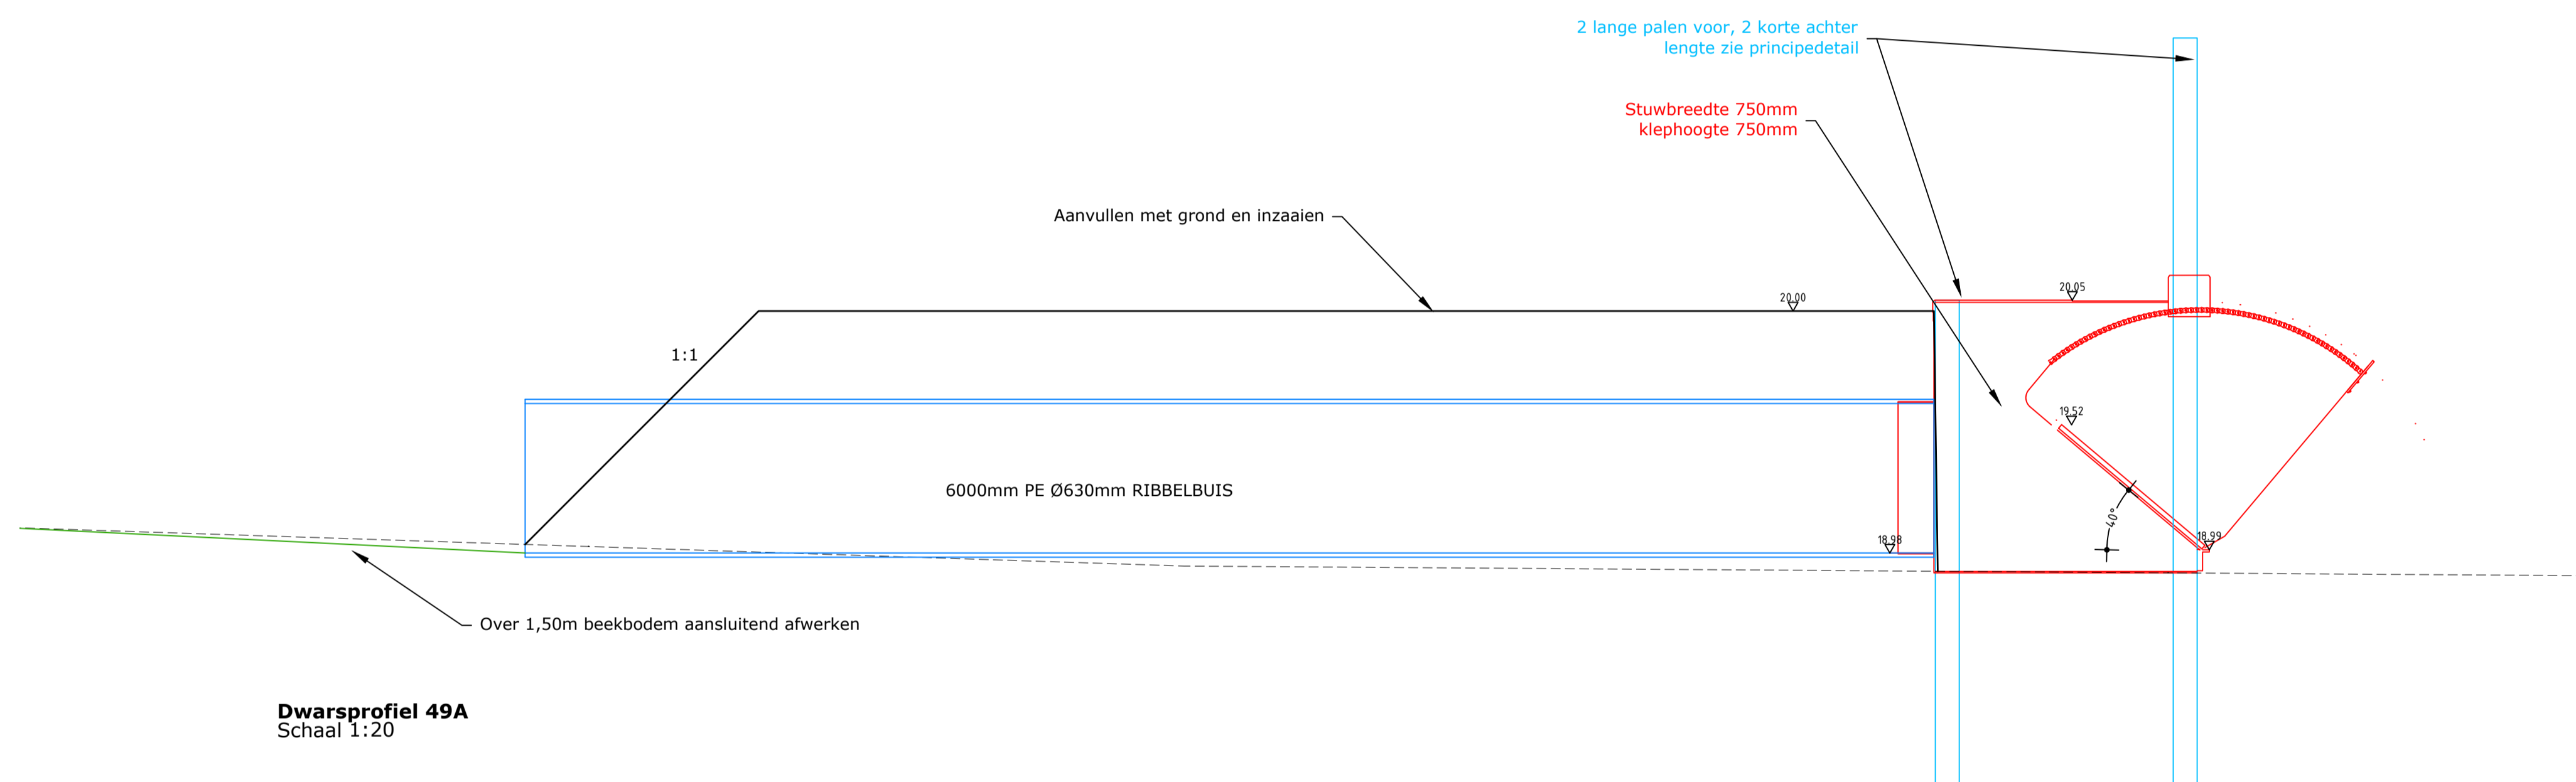 2 lange palen voor, 2 korte achter
lengte zie principedetail
Stuwbreedte 750mm
klephoogte 750mm
Aanvullen met grond en inzaaien
20.00
20.05
1:1
19.52
6000mm PE Ø630mm RIBBELBUIS
40°
18.98
18.99
Over 1,50m beekbodem aansluitend afwerken
Dwarsprofiel 49A
Schaal 1:20